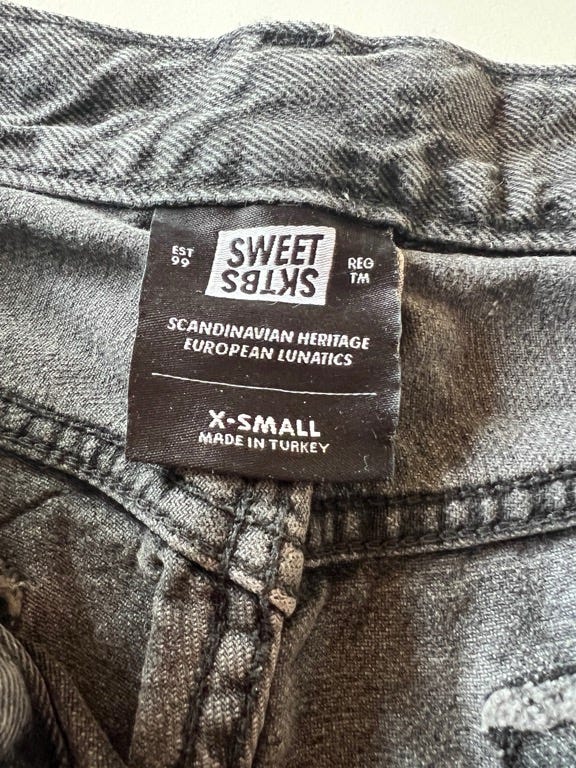 EST
99
SWEET
SKTBS
REG
TM
SCANDINAVIAN HERITAGE
EUROPEAN LUNATICS
X-SMALL
MADE IN TURKEY